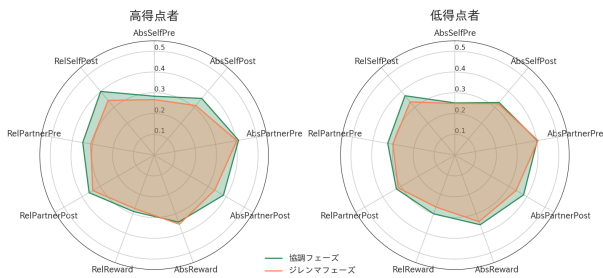 高得点者
AbsSelfPre
AbsSelfPost
AbsPartnerPre
AbsPartnerPost
AbsReward
RelReward
RelPartnerPost
RelPartnerPre
RelSelfPost
0.5
0.4
0.3
0.2
0.1
低得点者
AbsSelfPre
AbsSelfPost
AbsPartnerPre
AbsPartnerPost
AbsReward
RelReward
RelPartnerPost
RelPartnerPre
RelSelfPost
0.5
0.4
0.3
0.2
0.1
協調フェーズ
ジレンマフェーズ